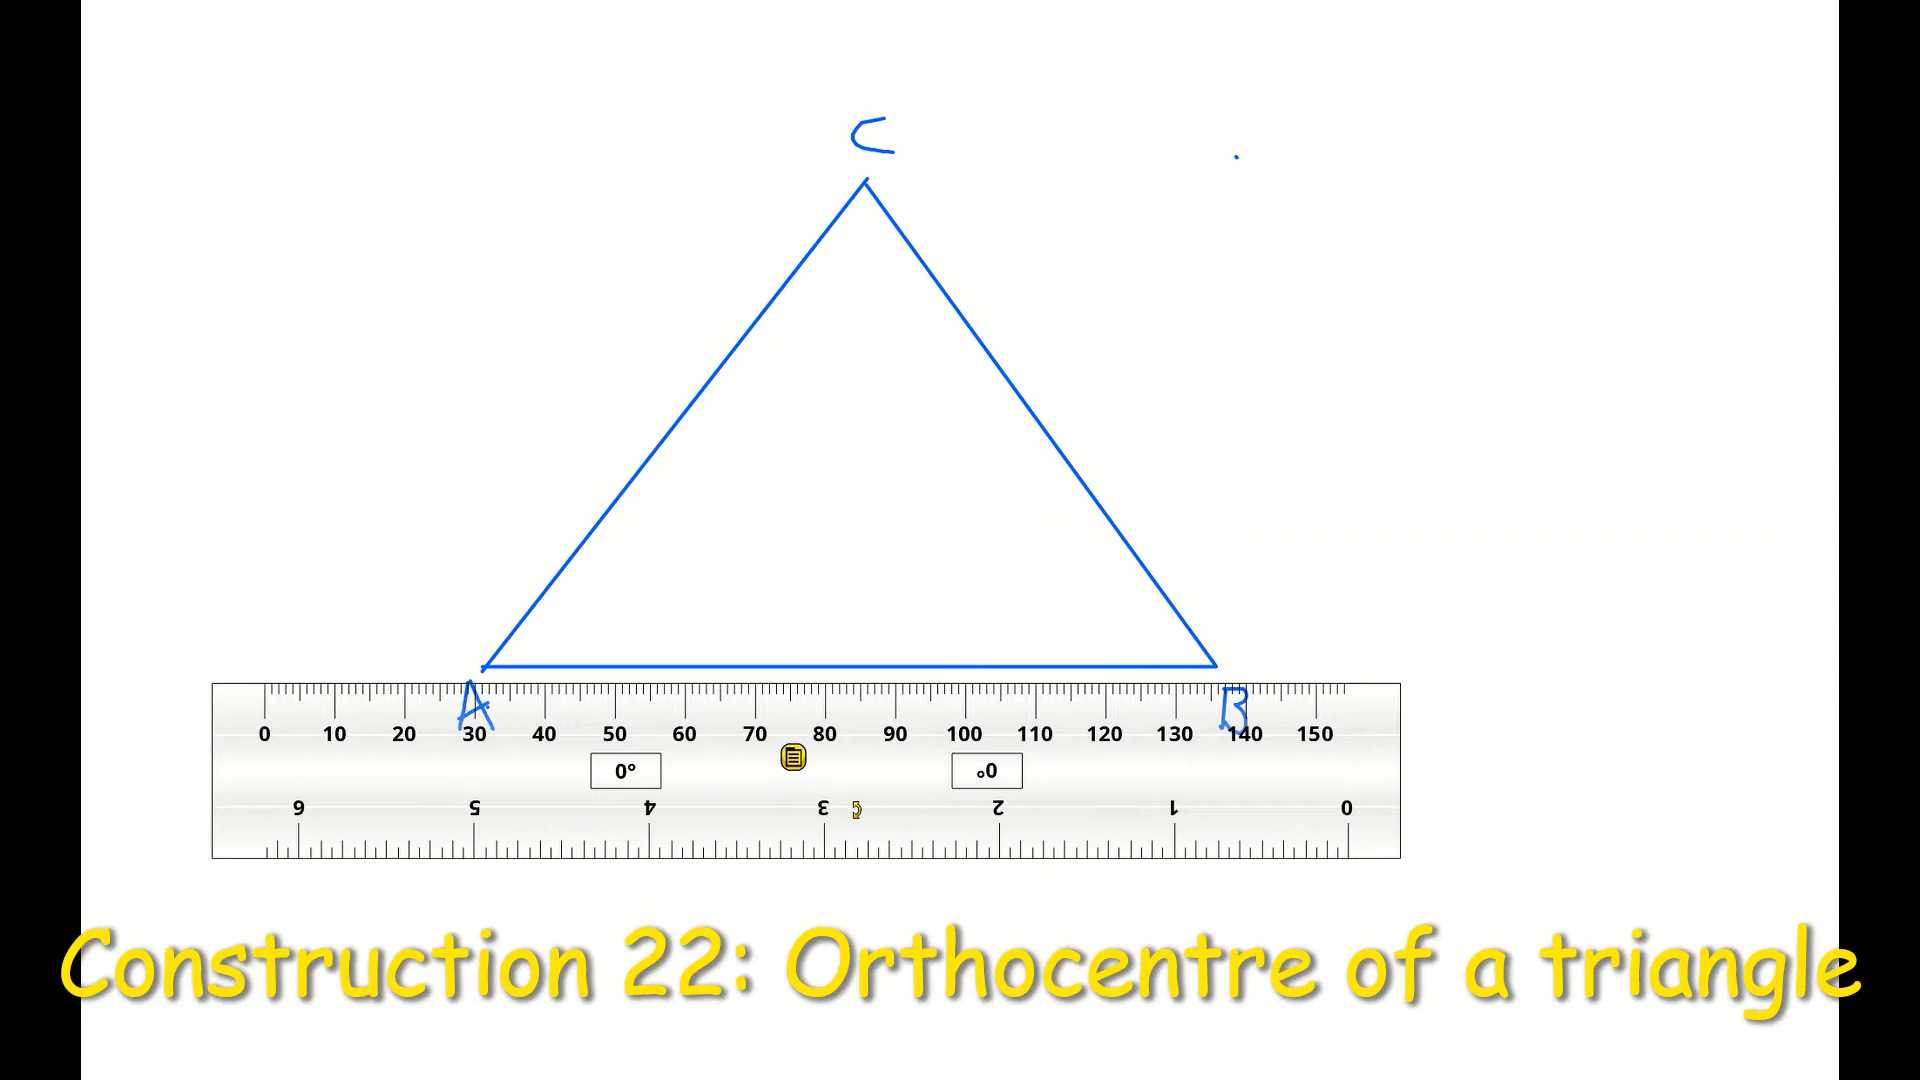 C
A B
0 10 20 30 40 50 60 70 80 90 100 110 120 130 140 150
0° 0°
6 5 4 3 2 1 0
Construction 22: Orthocentre of a triangle